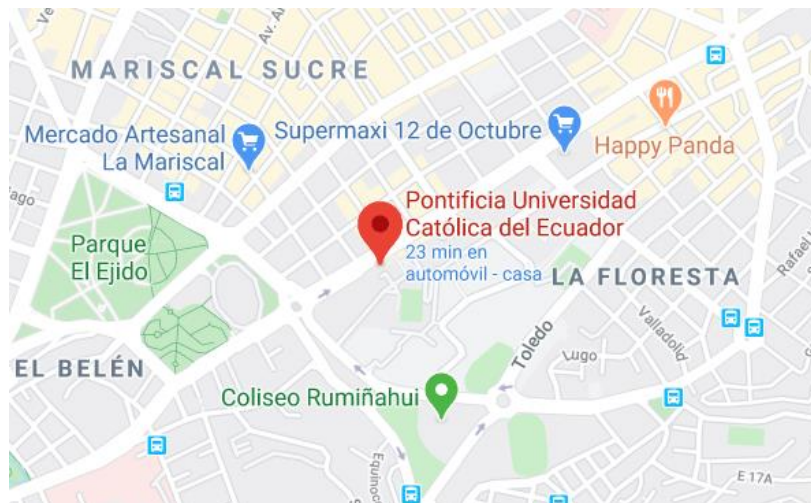 MARISCAL SUCRE
Mercado Artesanal
La Mariscal
Supermaxi 12 de Octubre
Happy Panda
Parque
El Ejido
Pontificia Universidad
Católica del Ecuador
23 min en
automóvil - casa
LA FLORESTA
EL BELÉN
Coliseo Rumiñahui
Toledo
Lugo
Valladolid
E 17A